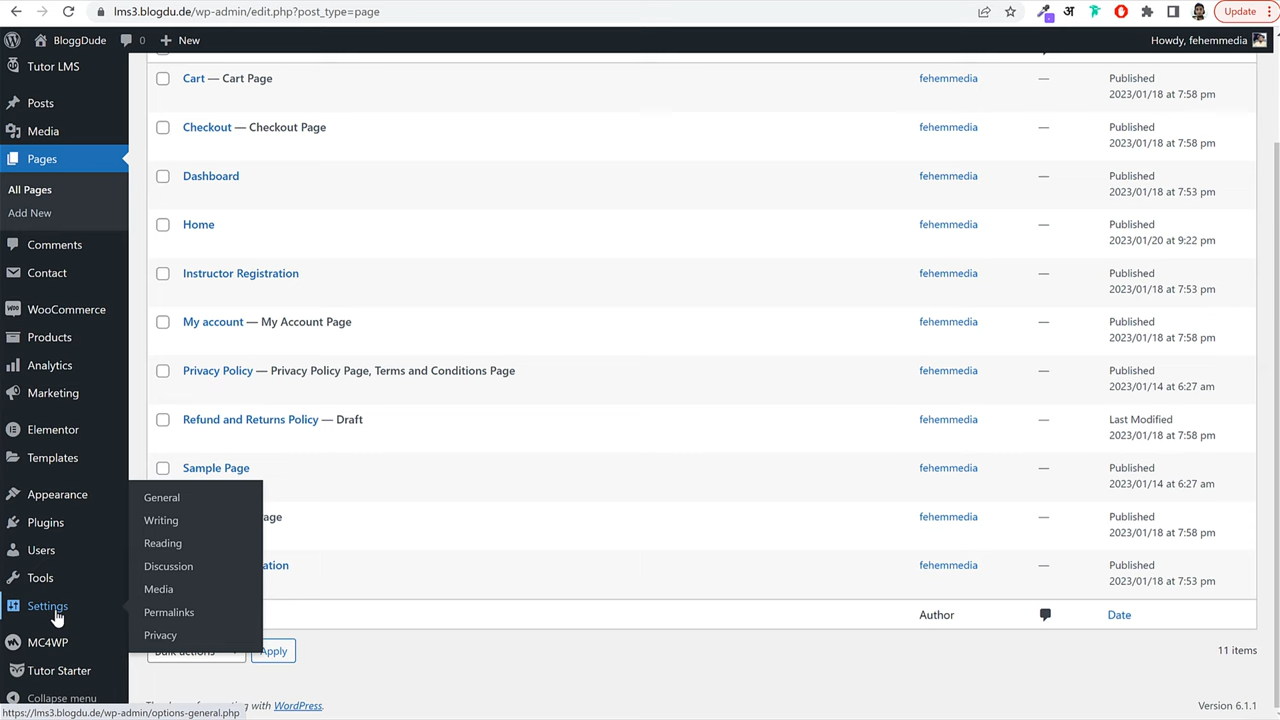 lms3.blogdu.de/wp-admin/edit.php?post_type=page
अ
Update
BloggDude 0 New
Howdy, fehemmedia
Tutor LMS
Posts
Media
Pages
All Pages
Add New
Comments
Contact
WooCommerce
Products
Analytics
Marketing
Elementor
Templates
Appearance
Plugins
Users
Tools
Settings
MC4WP
Tutor Starter
Collapse menu
General
Writing
Reading
Discussion
Media
Permalinks
Privacy
Cart — Cart Page fehemmedia — Published
2023/01/18 at 7:58 pm
Checkout — Checkout Page fehemmedia — Published
2023/01/18 at 7:58 pm
Dashboard fehemmedia — Published
2023/01/18 at 7:53 pm
Home fehemmedia — Published
2023/01/20 at 9:22 pm
Instructor Registration fehemmedia — Published
2023/01/18 at 7:53 pm
My account — My Account Page fehemmedia — Published
2023/01/18 at 7:58 pm
Privacy Policy — Privacy Policy Page, Terms and Conditions Page fehemmedia — Published
2023/01/14 at 6:27 am
Refund and Returns Policy — Draft fehemmedia — Last Modified
2023/01/18 at 7:58 pm
Sample Page fehemmedia — Published
2023/01/14 at 6:27 am
fehemmedia — Published
2023/01/18 at 7:58 pm
fehemmedia — Published
2023/01/18 at 7:53 pm
Author Date
Apply
11 items
with WordPress.
Version 6.1.1
https://lms3.blogdu.de/wp-admin/options-general.php